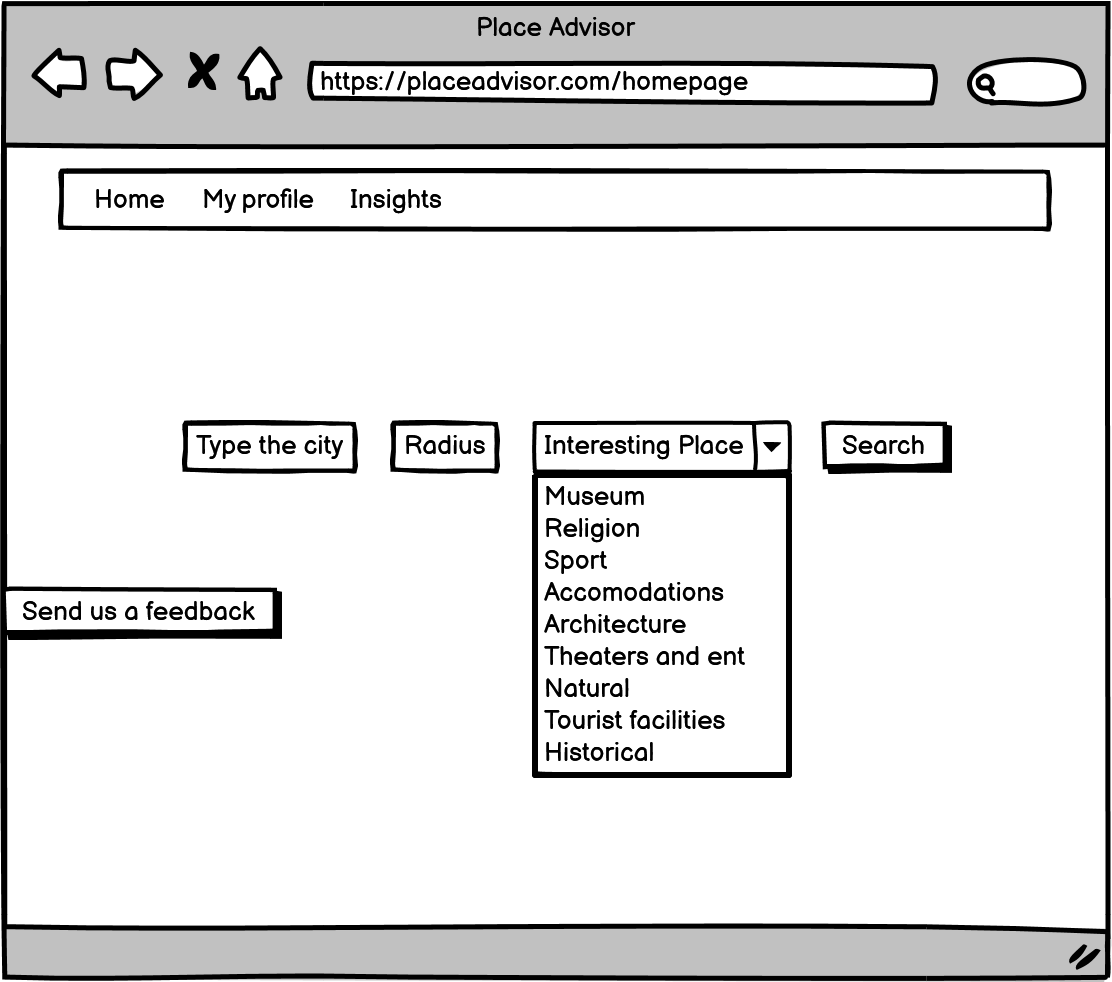 Place Advisor
https://placeadvisor.com/homepage
Home My profile Insights
Type the city Radius Interesting Place Search
Museum
Religion
Sport
Accomodations
Send us a feedback
Architecture
Theaters and ent
Natural
Tourist facilities
Historical